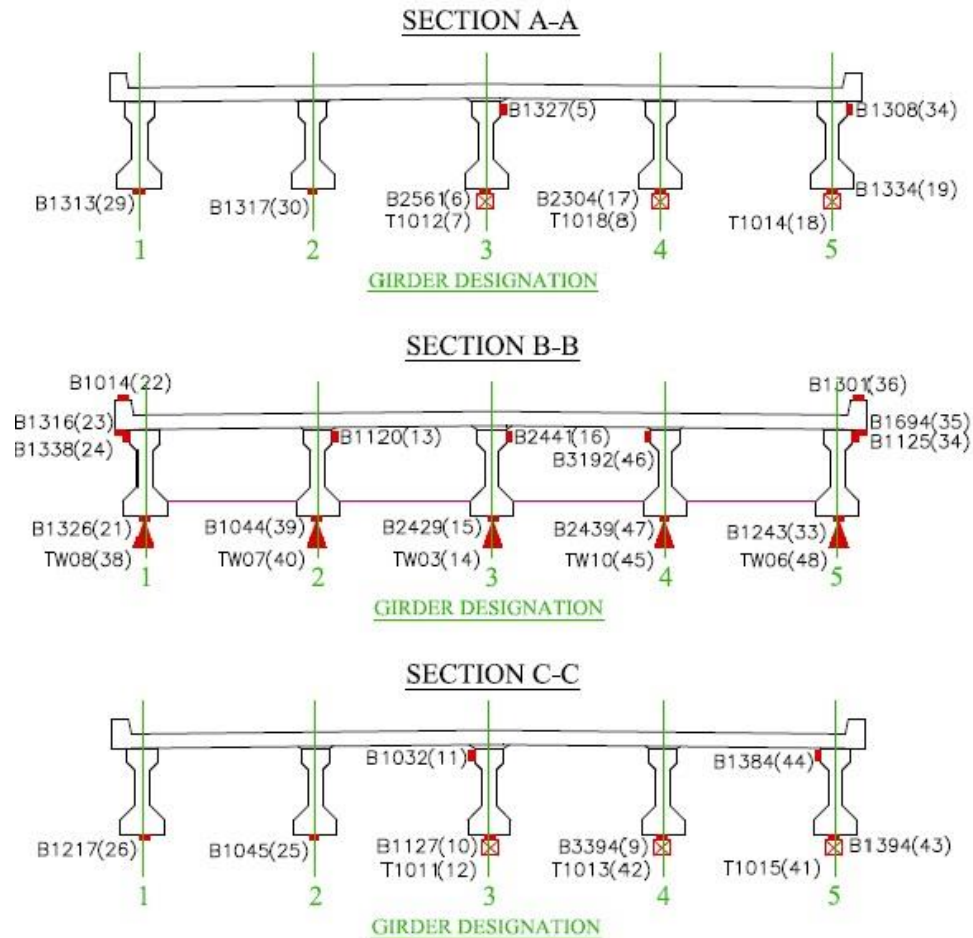 SECTION A-A
B1327(5)
B1308(34)
B1313(29)
B1317(30)
B2561(6)
T1012(7)
B2304(17)
T1018(8)
B1334(19)
T1014(18)
1 2 3 4 5
GIRDER DESIGNATION
SECTION B-B
B1014(22)
B1301(36)
B1316(23)
B1338(24)
B1120(13)
B2441(16)
B3192(46)
B1694(35)
B1125(34)
B1326(21)
TW08(38)
B1044(39)
TW07(40)
B2429(15)
TW03(14)
B2439(47)
TW10(45)
B1243(33)
TW06(48)
1 2 3 4 5
GIRDER DESIGNATION
SECTION C-C
B1032(11)
B1384(44)
B1217(26)
B1045(25)
B1127(10)
T1011(12)
B3394(9)
T1013(42)
B1394(43)
T1015(41)
1 2 3 4 5
GIRDER DESIGNATION